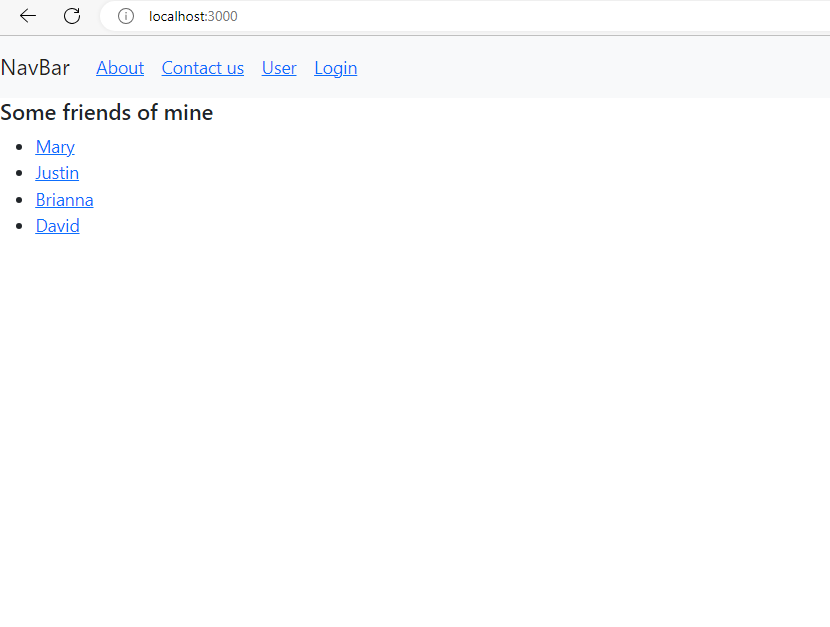 localhost:3000
NavBar About Contact us User Login
Some friends of mine
Mary
Justin
Brianna
David